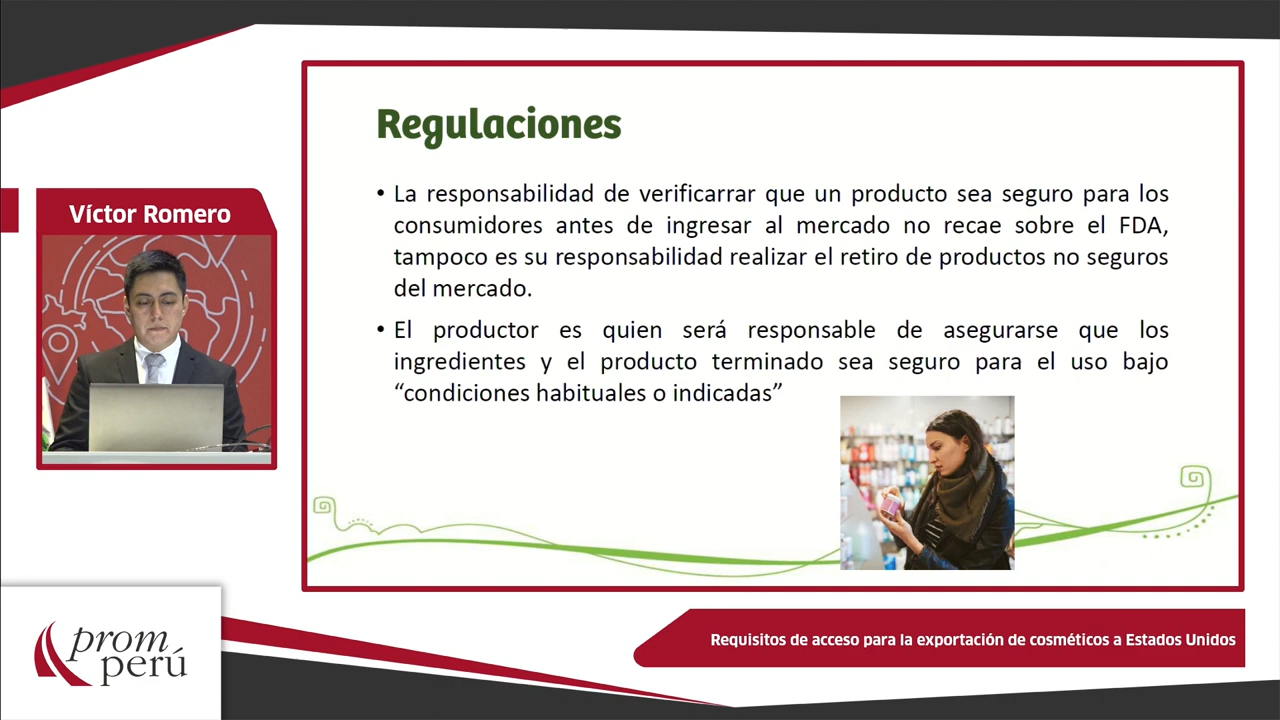 Regulaciones
• La responsabilidad de verificarrar que un producto sea seguro para los
consumidores antes de ingresar al mercado no recae sobre el FDA,
tampoco es su responsabilidad realizar el retiro de productos no seguros
del mercado.
• El productor es quien será responsable de asegurarse que los
ingredientes y el producto terminado sea seguro para el uso bajo
“condiciones habituales o indicadas”
Víctor Romero
prom
perú
Requisitos de acceso para la exportación de cosméticos a Estados Unidos